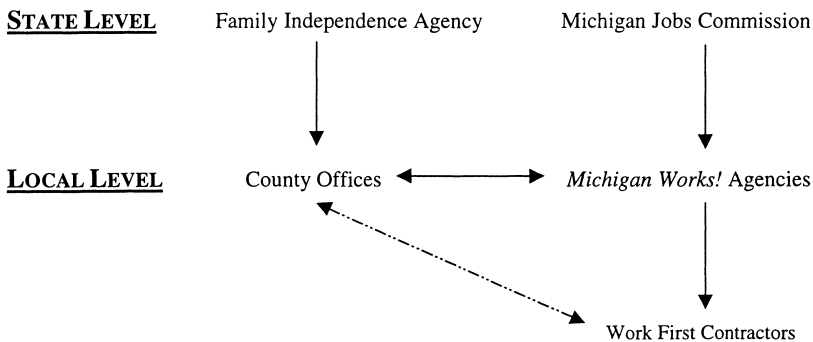 STATE LEVEL Family Independence Agency Michigan Jobs Commission
LOCAL LEVEL County Offices Michigan Works! Agencies
Work First Contractors